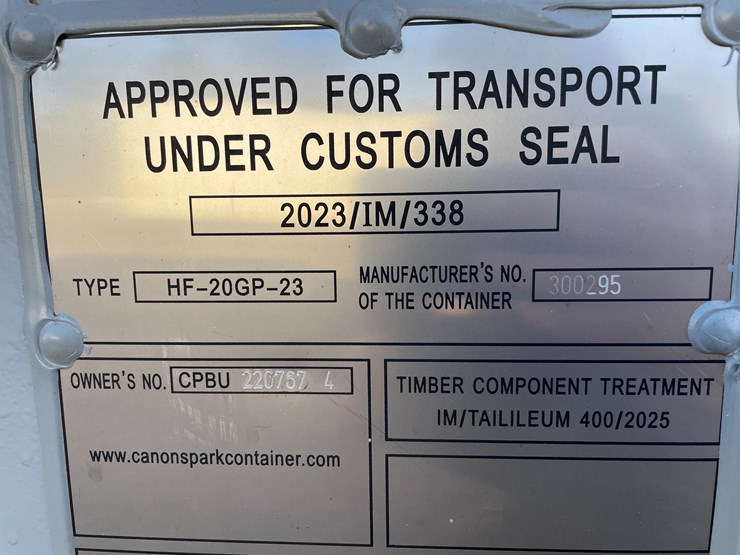 APPROVED FOR TRANSPORT
UNDER CUSTOMS SEAL
2023/IM/338
TYPE HF-20GP-23
MANUFACTURER'S NO. 300295
OF THE CONTAINER
OWNER'S NO. CPBU 220767 4
www.canonsparkcontainer.com
TIMBER COMPONENT TREATMENT
IM/TAILILEUM 400/2025